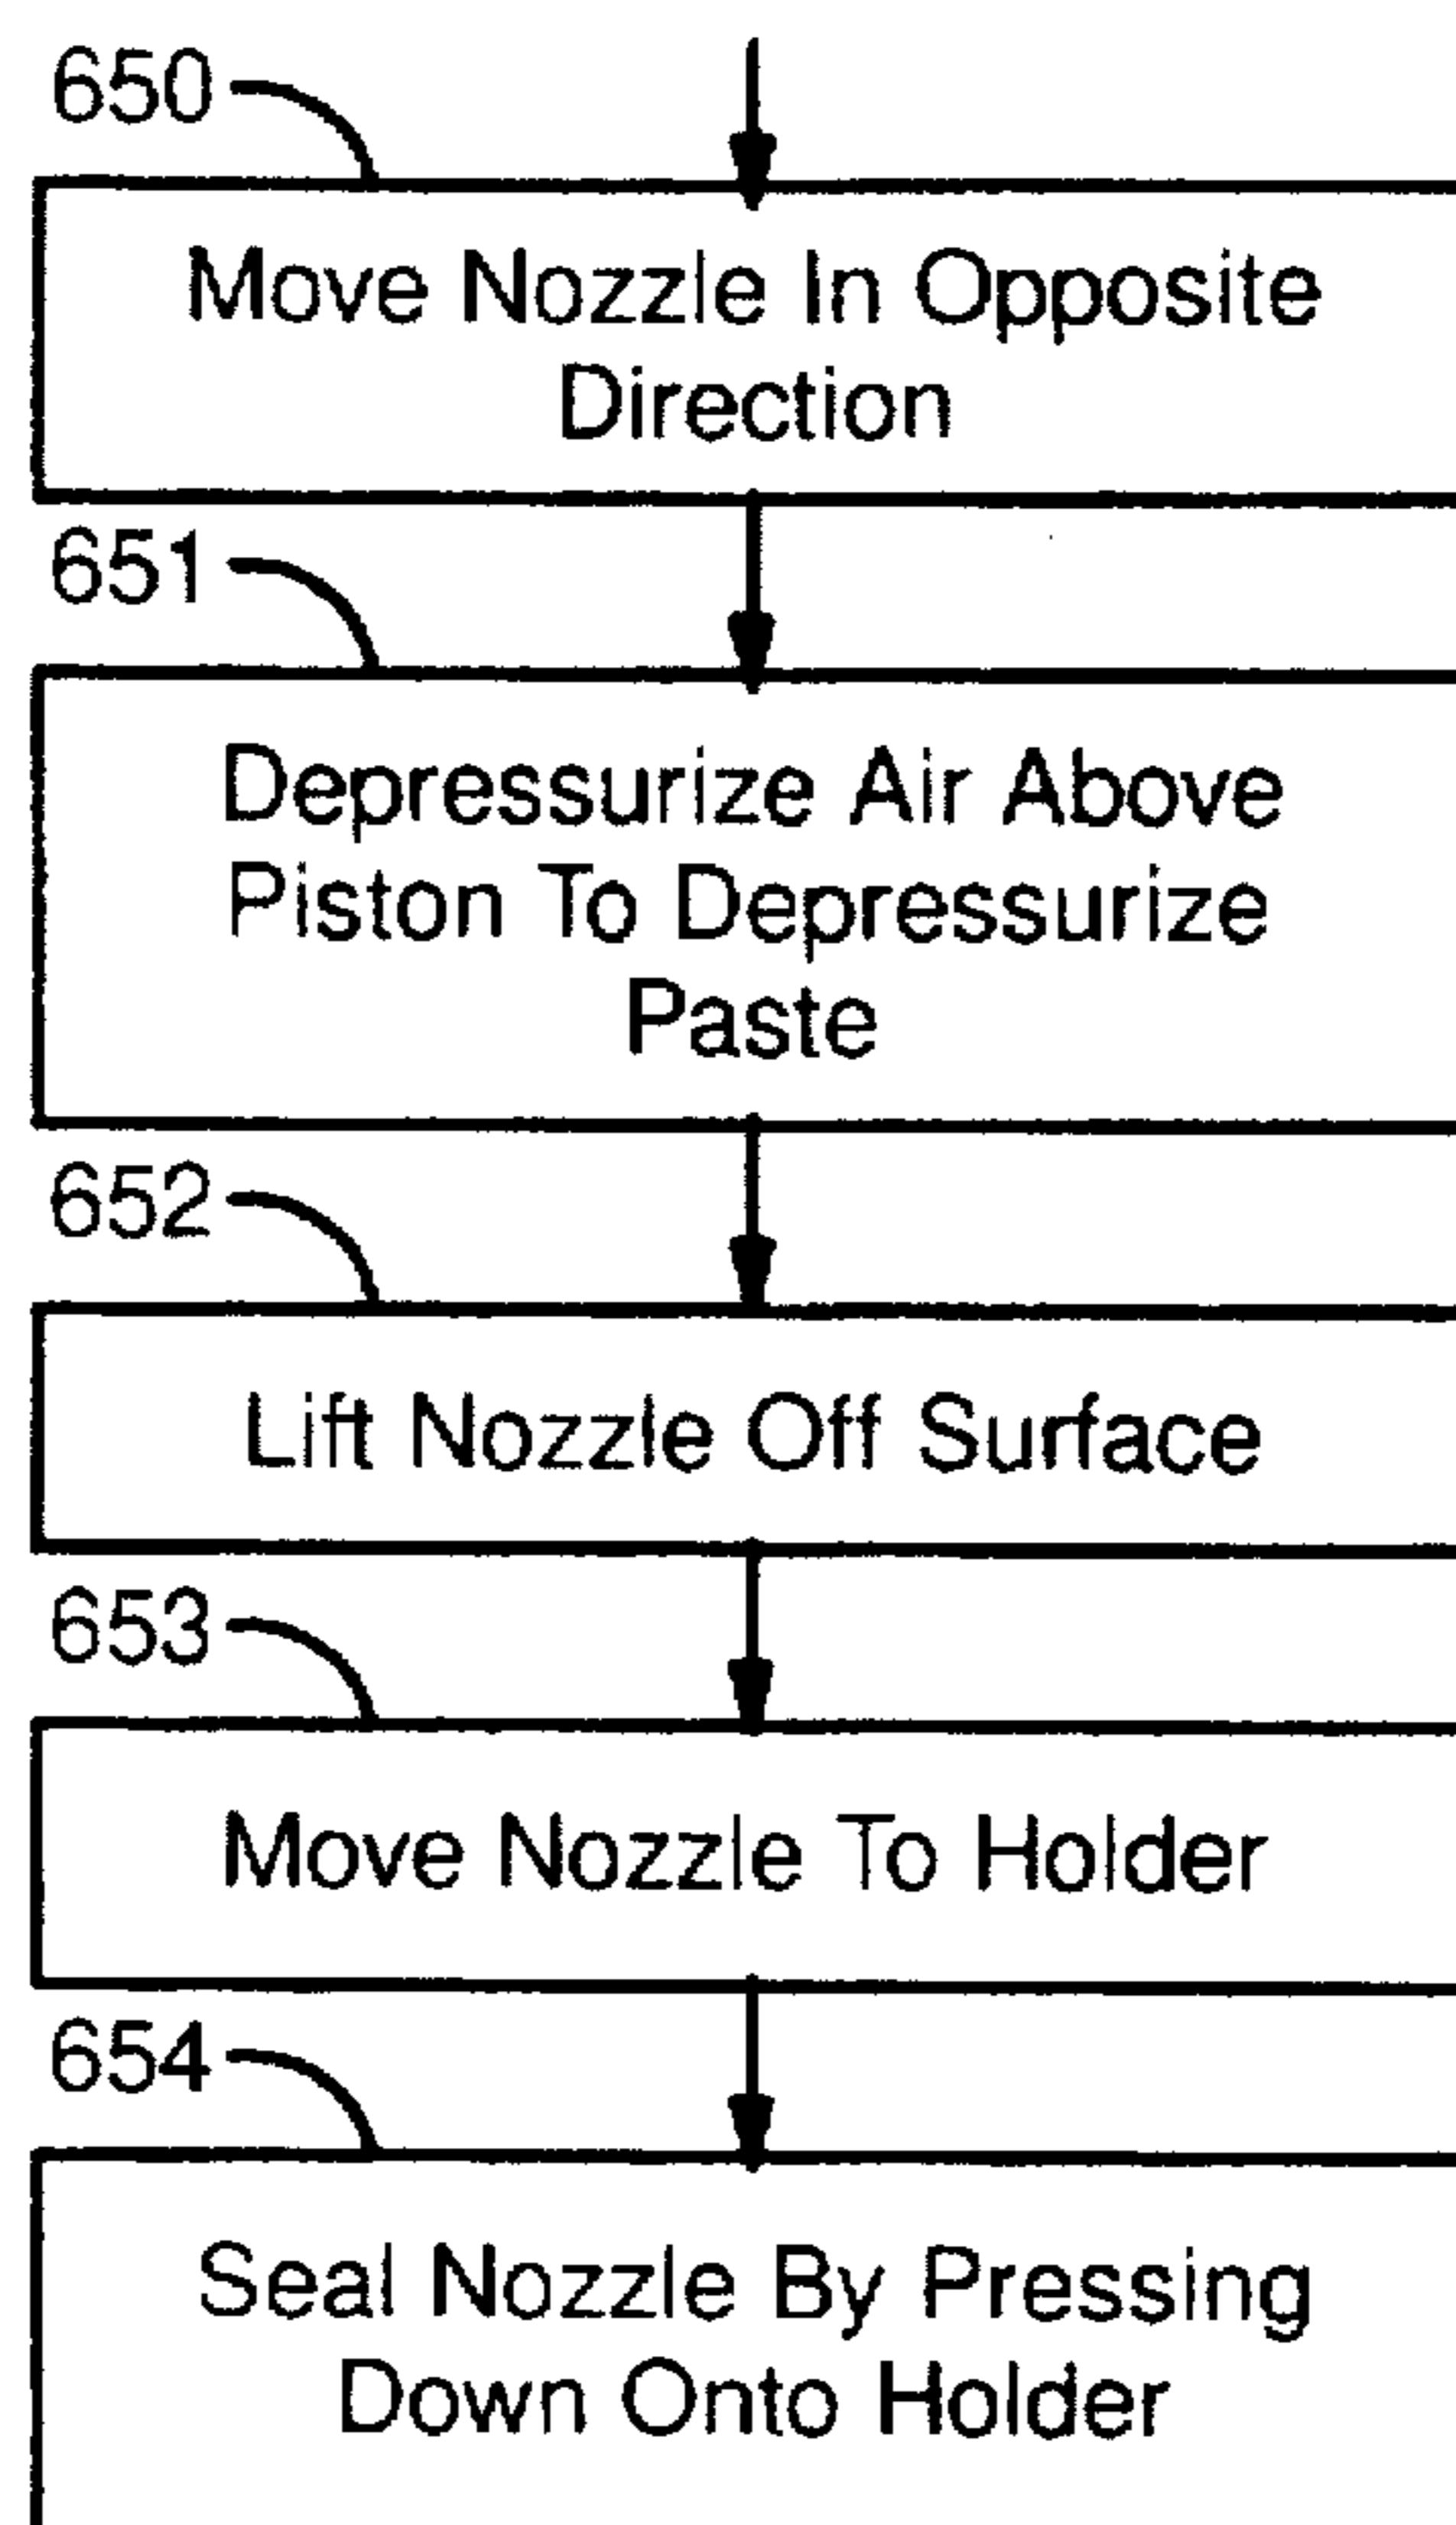 650
Move Nozzle In Opposite
Direction
651
Depressurize Air Above
Piston To Depressurize
Paste
652
Lift Nozzle Off Surface
653
Move Nozzle To Holder
654
Seal Nozzle By Pressing
Down Onto Holder